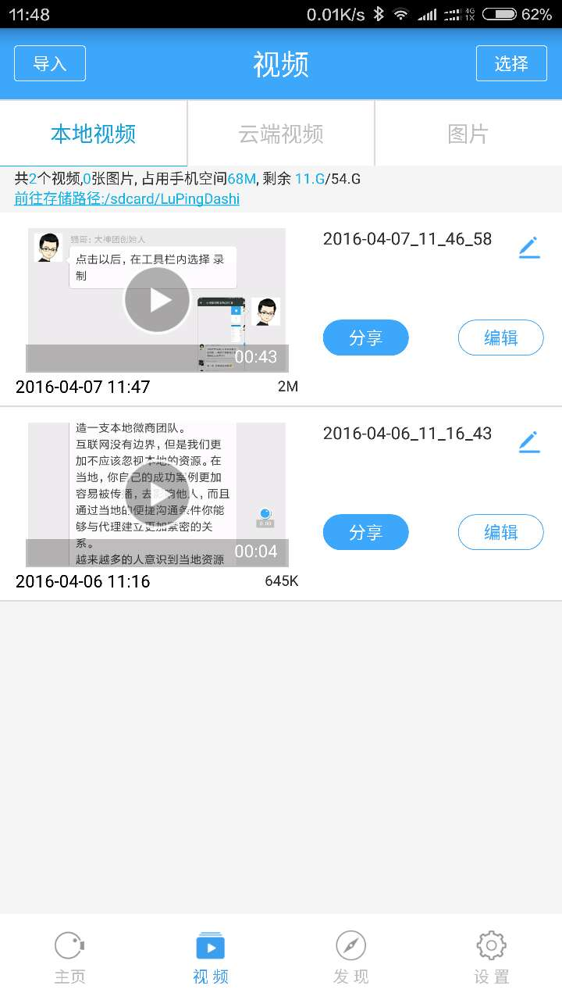 11:48
0.01K/s
4G
1X
62%
导入
视频
选择
本地视频
云端视频
图片
共2个视频,0张图片, 占用手机空间68M, 剩余 11.G/54.G
前往存储路径:/sdcard/LuPingDashi
猫哥：大神团创始人
点击以后，在工具栏内选择 录
制
00:43
2016-04-07 11:47
2M
2016-04-07_11_46_58
分享
编辑
造一支本地微商团队。
互联网没有边界，但是我们更
加不应该忽视本地的资源。在
当地，你自己的成功案例更加
容易被传播，去影响他人，而且
通过当地的便捷沟通条件你能
够与代理建立更加紧密的关
系。
越来越多的人意识到当地资源
0:00
00:04
2016-04-06 11:16
645K
2016-04-06_11_16_43
分享
编辑
主页
视频
发现
设置